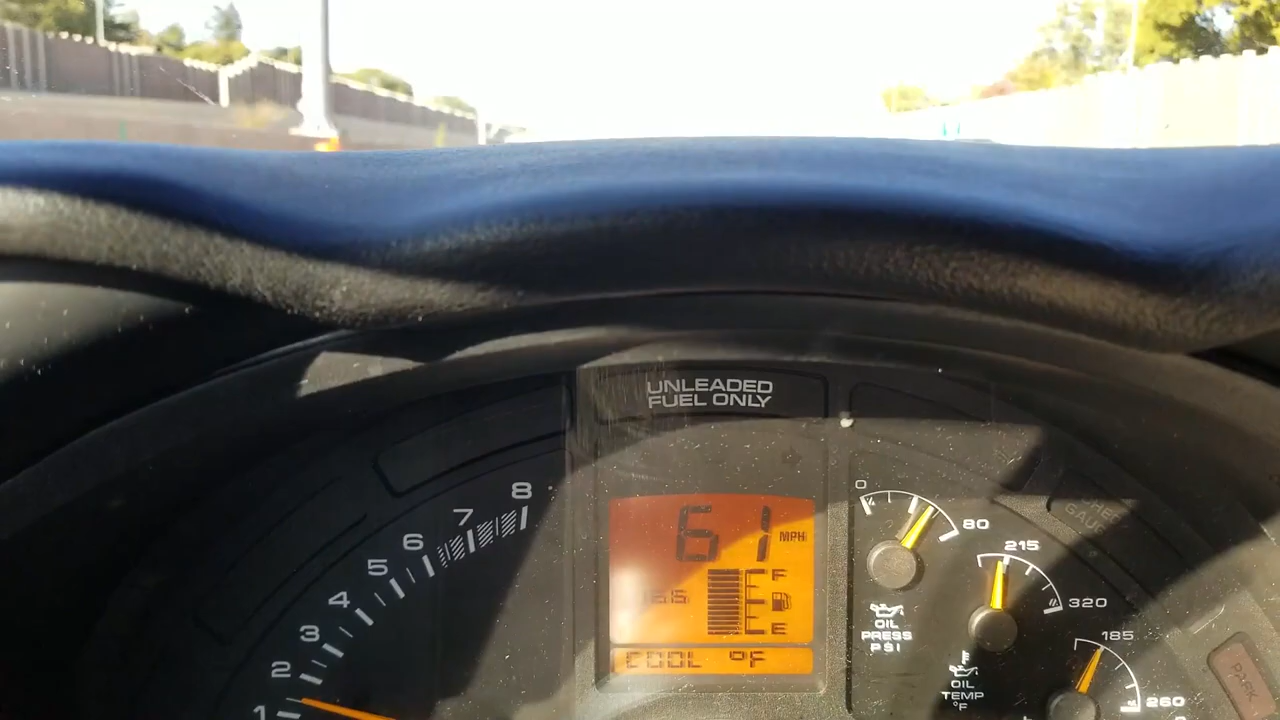 UNLEADED
FUEL ONLY
8
7
6
5
4
3
2
1
61
MPH
F
E
COOL °F
0
80
OIL
PRESS
PSI
215
320
OIL
TEMP
°F
185
260